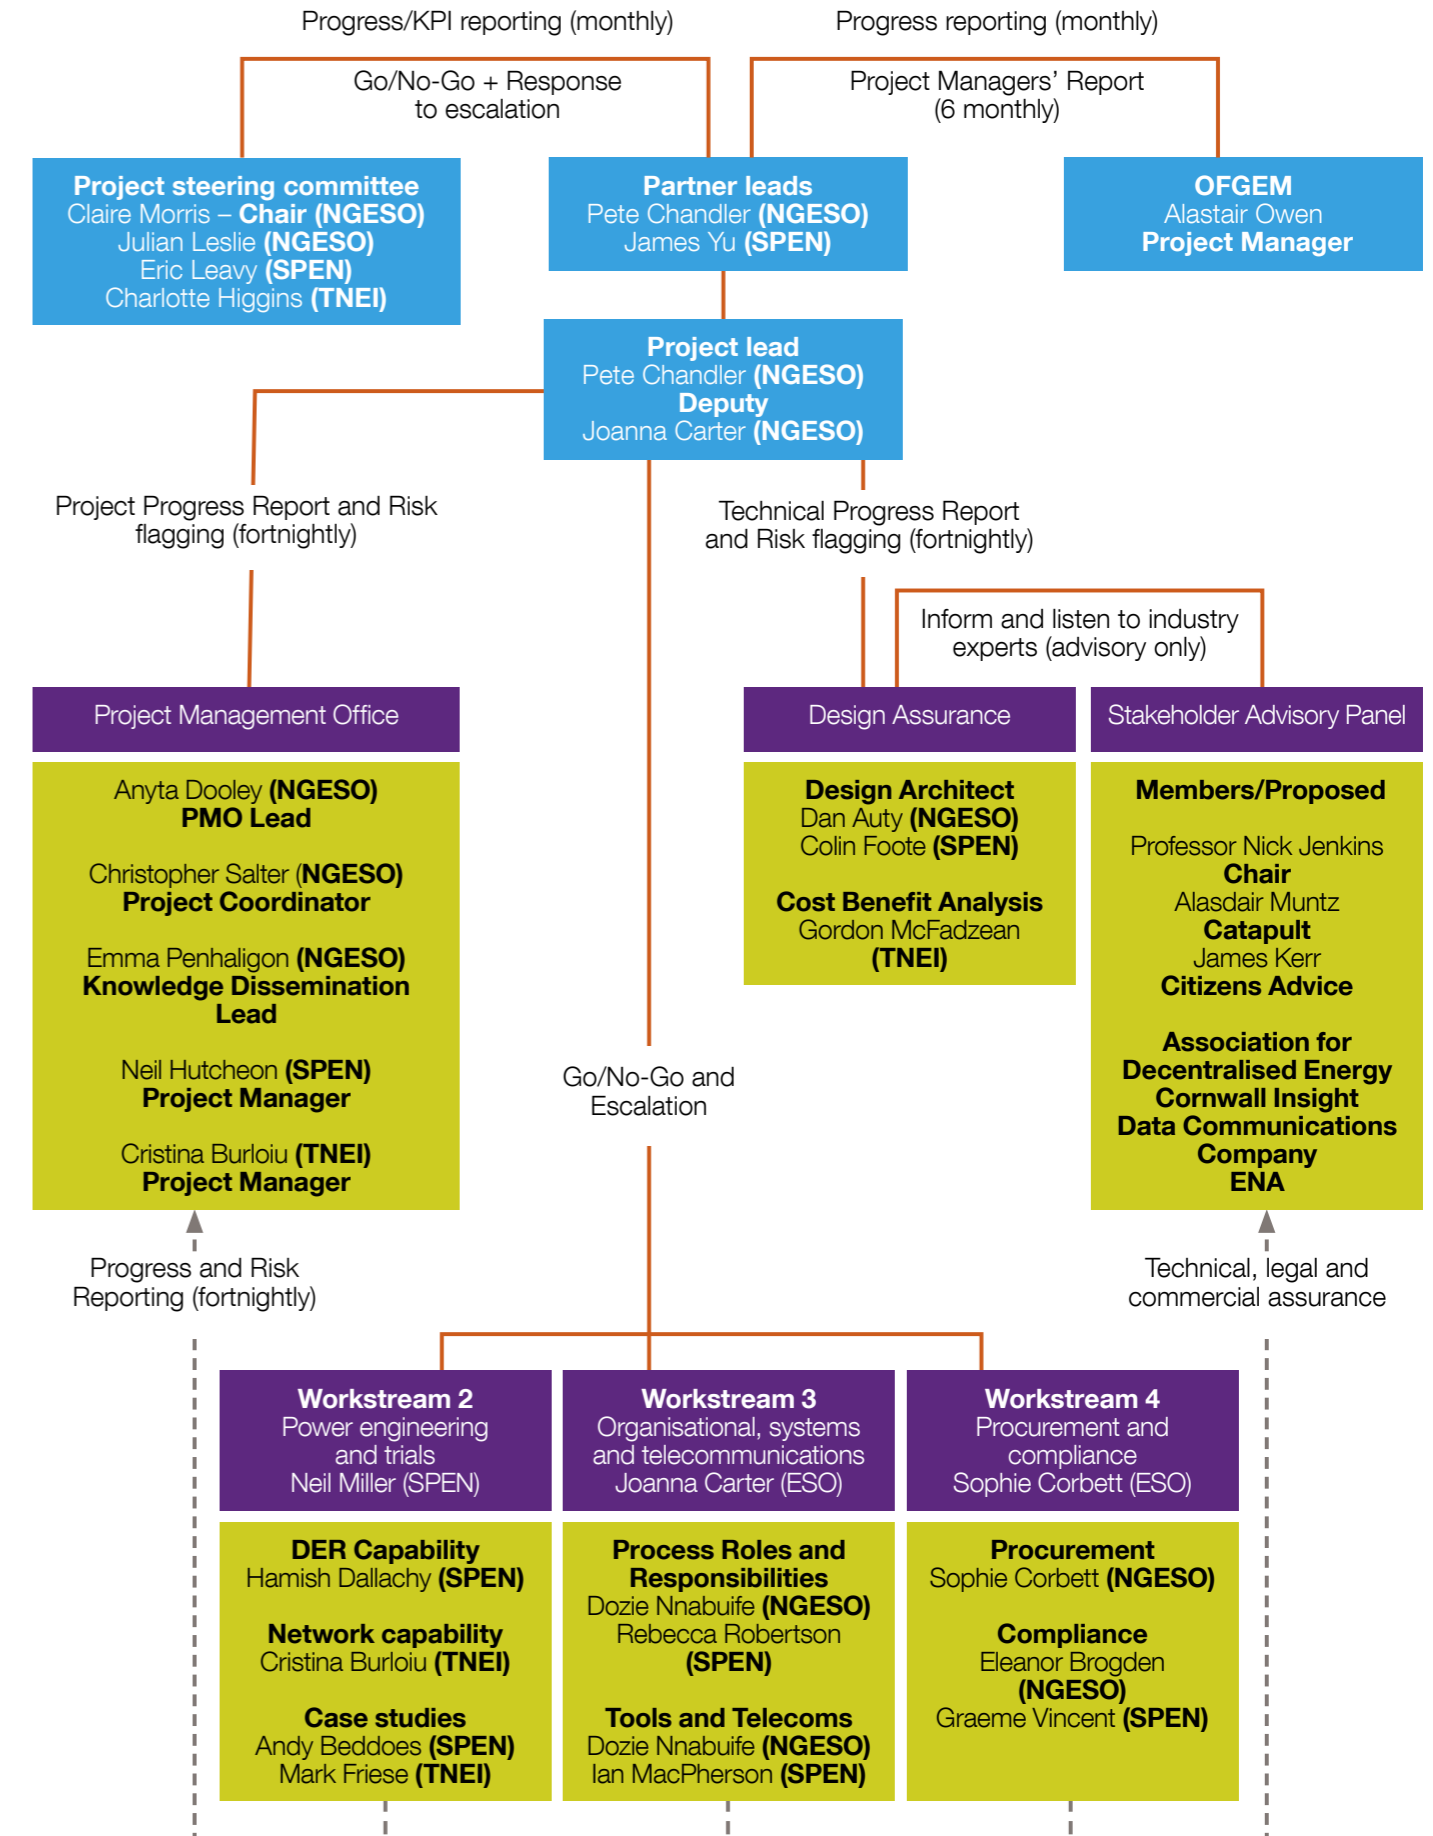 Progress/KPI reporting (monthly)
Progress reporting (monthly)
Go/No-Go + Response
to escalation
Project Managers’ Report
(6 monthly)
Project steering committee
Claire Morris – Chair (NGESO)
Julian Leslie (NGESO)
Eric Leavy (SPEN)
Charlotte Higgins (TNEI)
Partner leads
Pete Chandler (NGESO)
James Yu (SPEN)
OFGEM
Alastair Owen
Project Manager
Project lead
Pete Chandler (NGESO)
Deputy
Joanna Carter (NGESO)
Project Progress Report and Risk
flagging (fortnightly)
Technical Progress Report
and Risk flagging (fortnightly)
Inform and listen to industry
experts (advisory only)
Project Management Office
Anyta Dooley (NGESO)
PMO Lead
Christopher Salter (NGESO)
Project Coordinator
Emma Penhaligon (NGESO)
Knowledge Dissemination
Lead
Neil Hutcheon (SPEN)
Project Manager
Cristina Burloiu (TNEI)
Project Manager
Design Assurance
Design Architect
Dan Auty (NGESO)
Colin Foote (SPEN)
Cost Benefit Analysis
Gordon McFadzean
(TNEI)
Stakeholder Advisory Panel
Members/Proposed
Professor Nick Jenkins
Chair
Alasdair Muntz
Catapult
James Kerr
Citizens Advice
Association for
Decentralised Energy
Cornwall Insight
Data Communications
Company
ENA
Go/No-Go and
Escalation
Progress and Risk
Reporting (fortnightly)
Technical, legal and
commercial assurance
Workstream 2
Power engineering
and trials
Neil Miller (SPEN)
DER Capability
Hamish Dallachy (SPEN)
Network capability
Cristina Burloiu (TNEI)
Case studies
Andy Beddoes (SPEN)
Mark Friese (TNEI)
Workstream 3
Organisational, systems
and telecommunications
Joanna Carter (ESO)
Process Roles and
Responsibilities
Dozie Nnabuife (NGESO)
Rebecca Robertson
(SPEN)
Tools and Telecoms
Dozie Nnabuife (NGESO)
Ian MacPherson (SPEN)
Workstream 4
Procurement and
compliance
Sophie Corbett (ESO)
Procurement
Sophie Corbett (NGESO)
Compliance
Eleanor Brogden
(NGESO)
Graeme Vincent (SPEN)